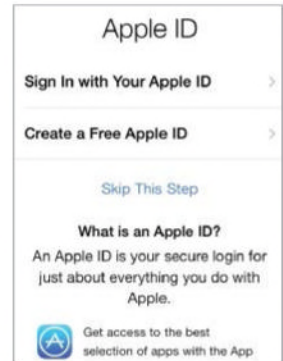 Apple ID
Sign In with Your Apple ID
Create a Free Apple ID
Skip This Step
What is an Apple ID?
An Apple ID is your secure login for
just about everything you do with
Apple.
Get access to the best
selection of apps with the App